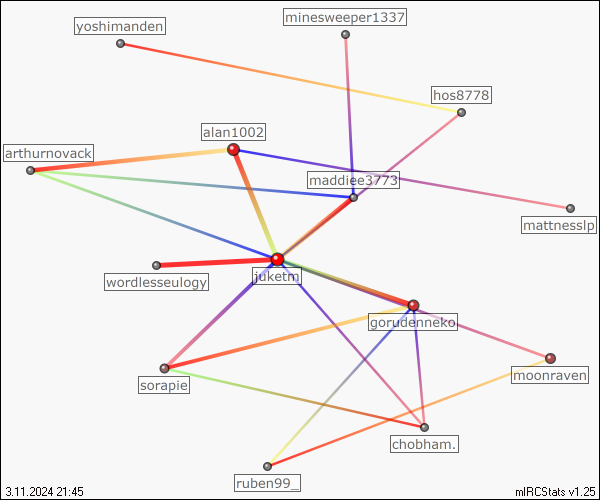 minesweeper1337
yoshimanden
hos8778
alan1002
arthurnovack
maddiee3773
mattnesslp
juketm
wordlesseulogy
gorudenneko
moonraven
sorapie
chobham.
ruben99_
3.11.2024 21:45
mIRCStats v1.25